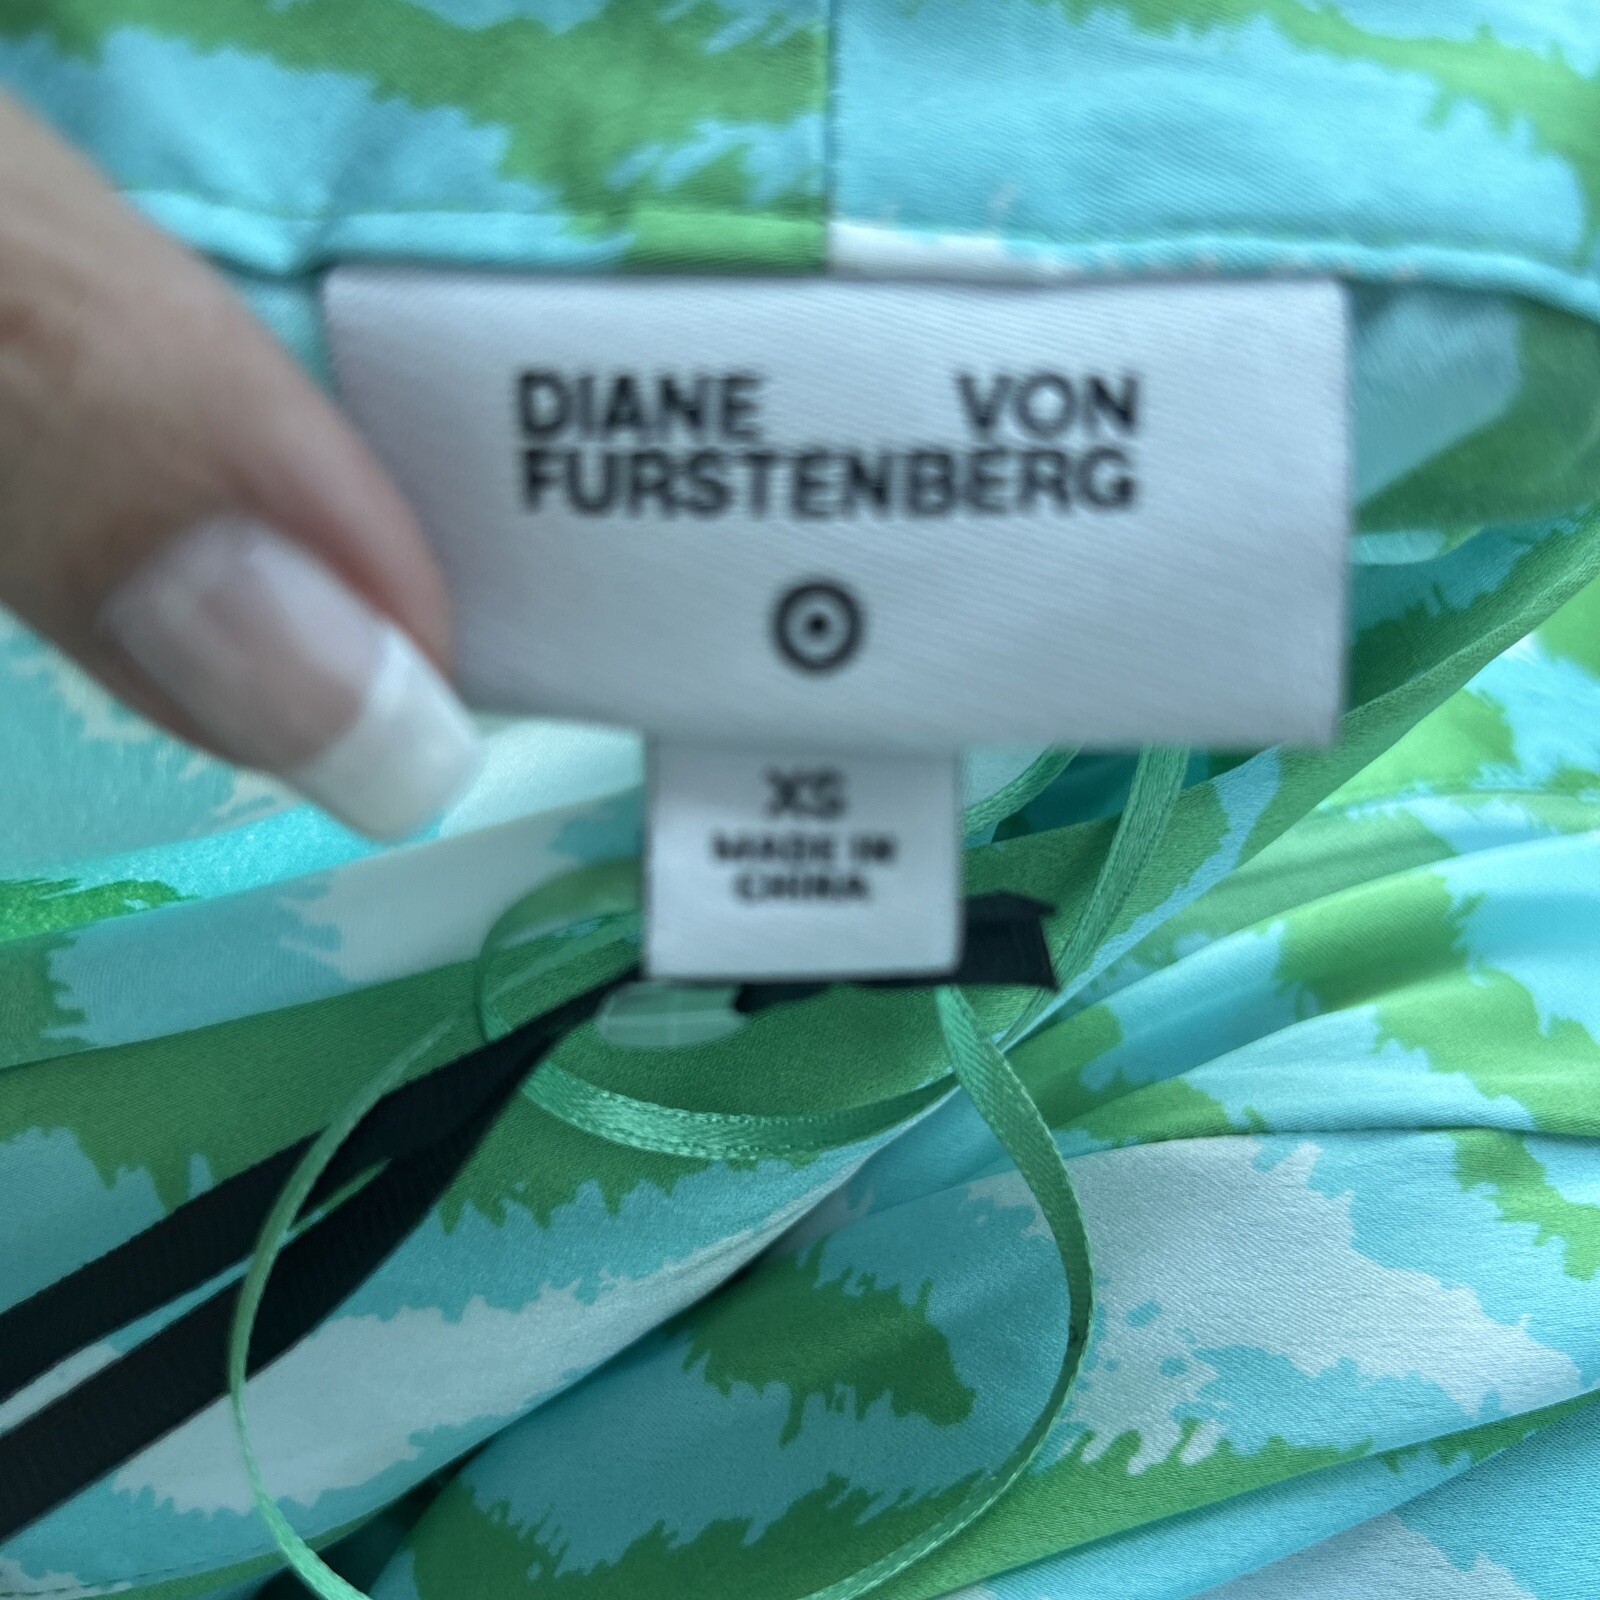 DIANE VON
FURSTENBERG
XS
MADE IN
CHINA